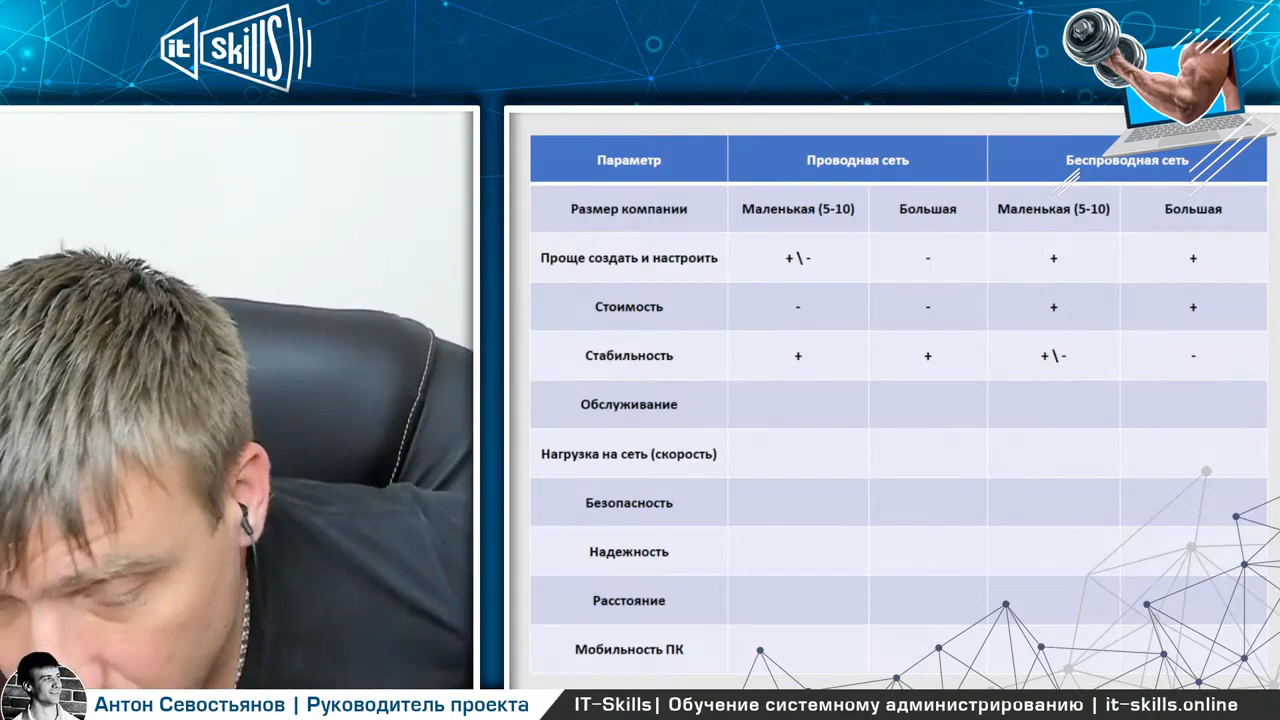 it skills
Параметр Проводная сеть Беспроводная сеть
Размер компании Маленькая (5-10) Большая Маленькая (5-10) Большая
Проще создать и настроить + \ - - + +
Стоимость - - + +
Стабильность + + + \ - -
Обслуживание
Нагрузка на сеть (скорость)
Безопасность
Надежность
Расстояние
Мобильность ПК
Антон Севостьянов | Руководитель проекта
IT-Skills| Обучение системному администрированию | it-skills.online